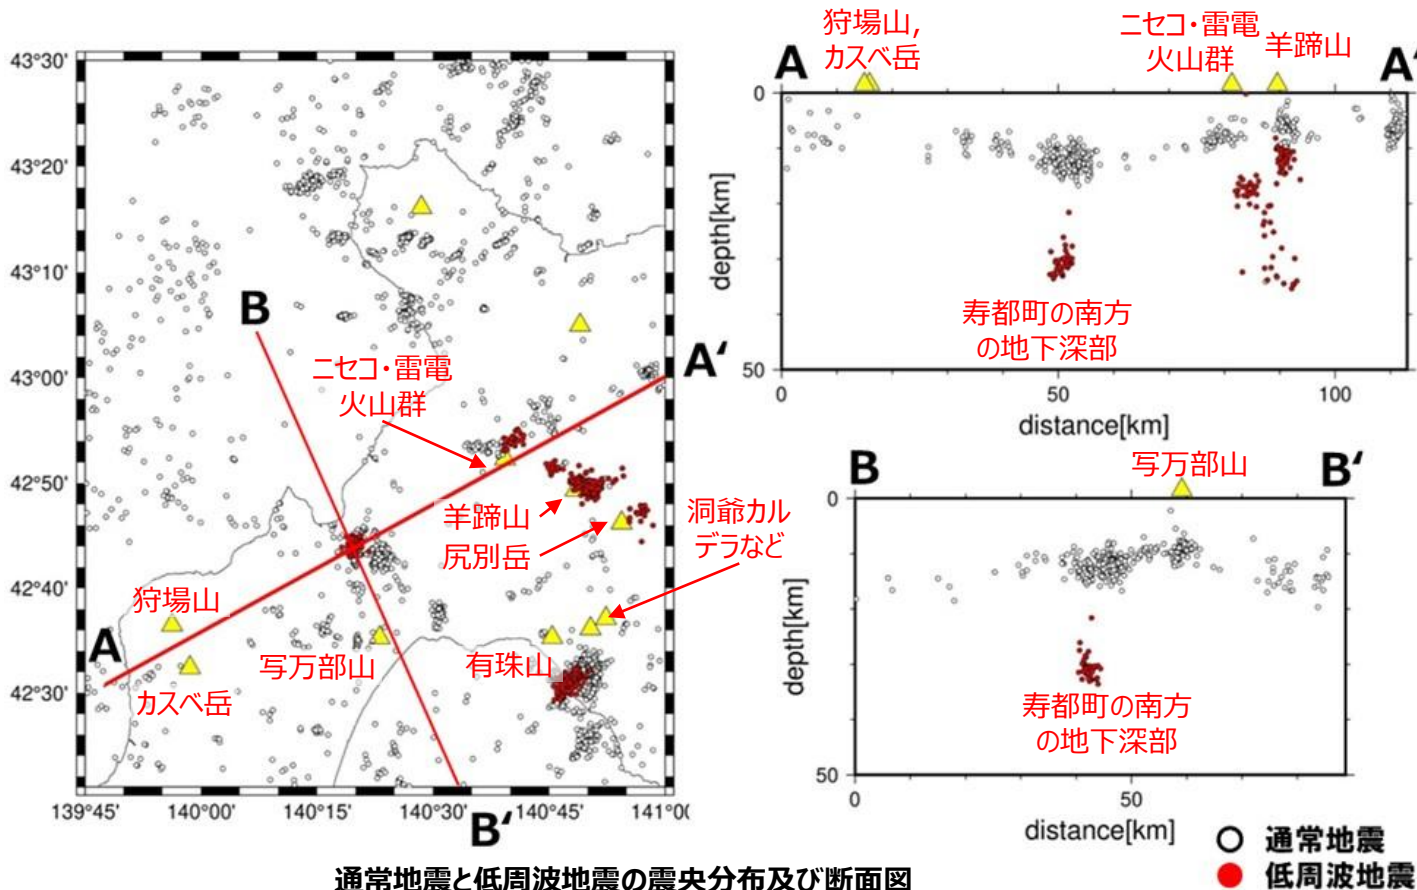 43°30'
43°20'
43°10'
43°00'
42°50'
42°40'
42°30'
139°45'
140°00'
140°15'
140°30'
140°45'
141°00
B
A'
ニセコ・雷電
火山群
羊蹄山
尻別岳
洞爺カル
デラなど
狩場山
A
カスベ岳
写万部山
有珠山
B'
狩場山,
カスベ岳
ニセコ・雷電
火山群
羊蹄山
A
A'
0
50
depth[km]
寿都町の南方
の地下深部
0
50
100
distance[km]
写万部山
B
B'
0
50
depth[km]
寿都町の南方
の地下深部
0
50
distance[km]
通常地震
低周波地震
通常地震と低周波地震の震央分布及び断面図